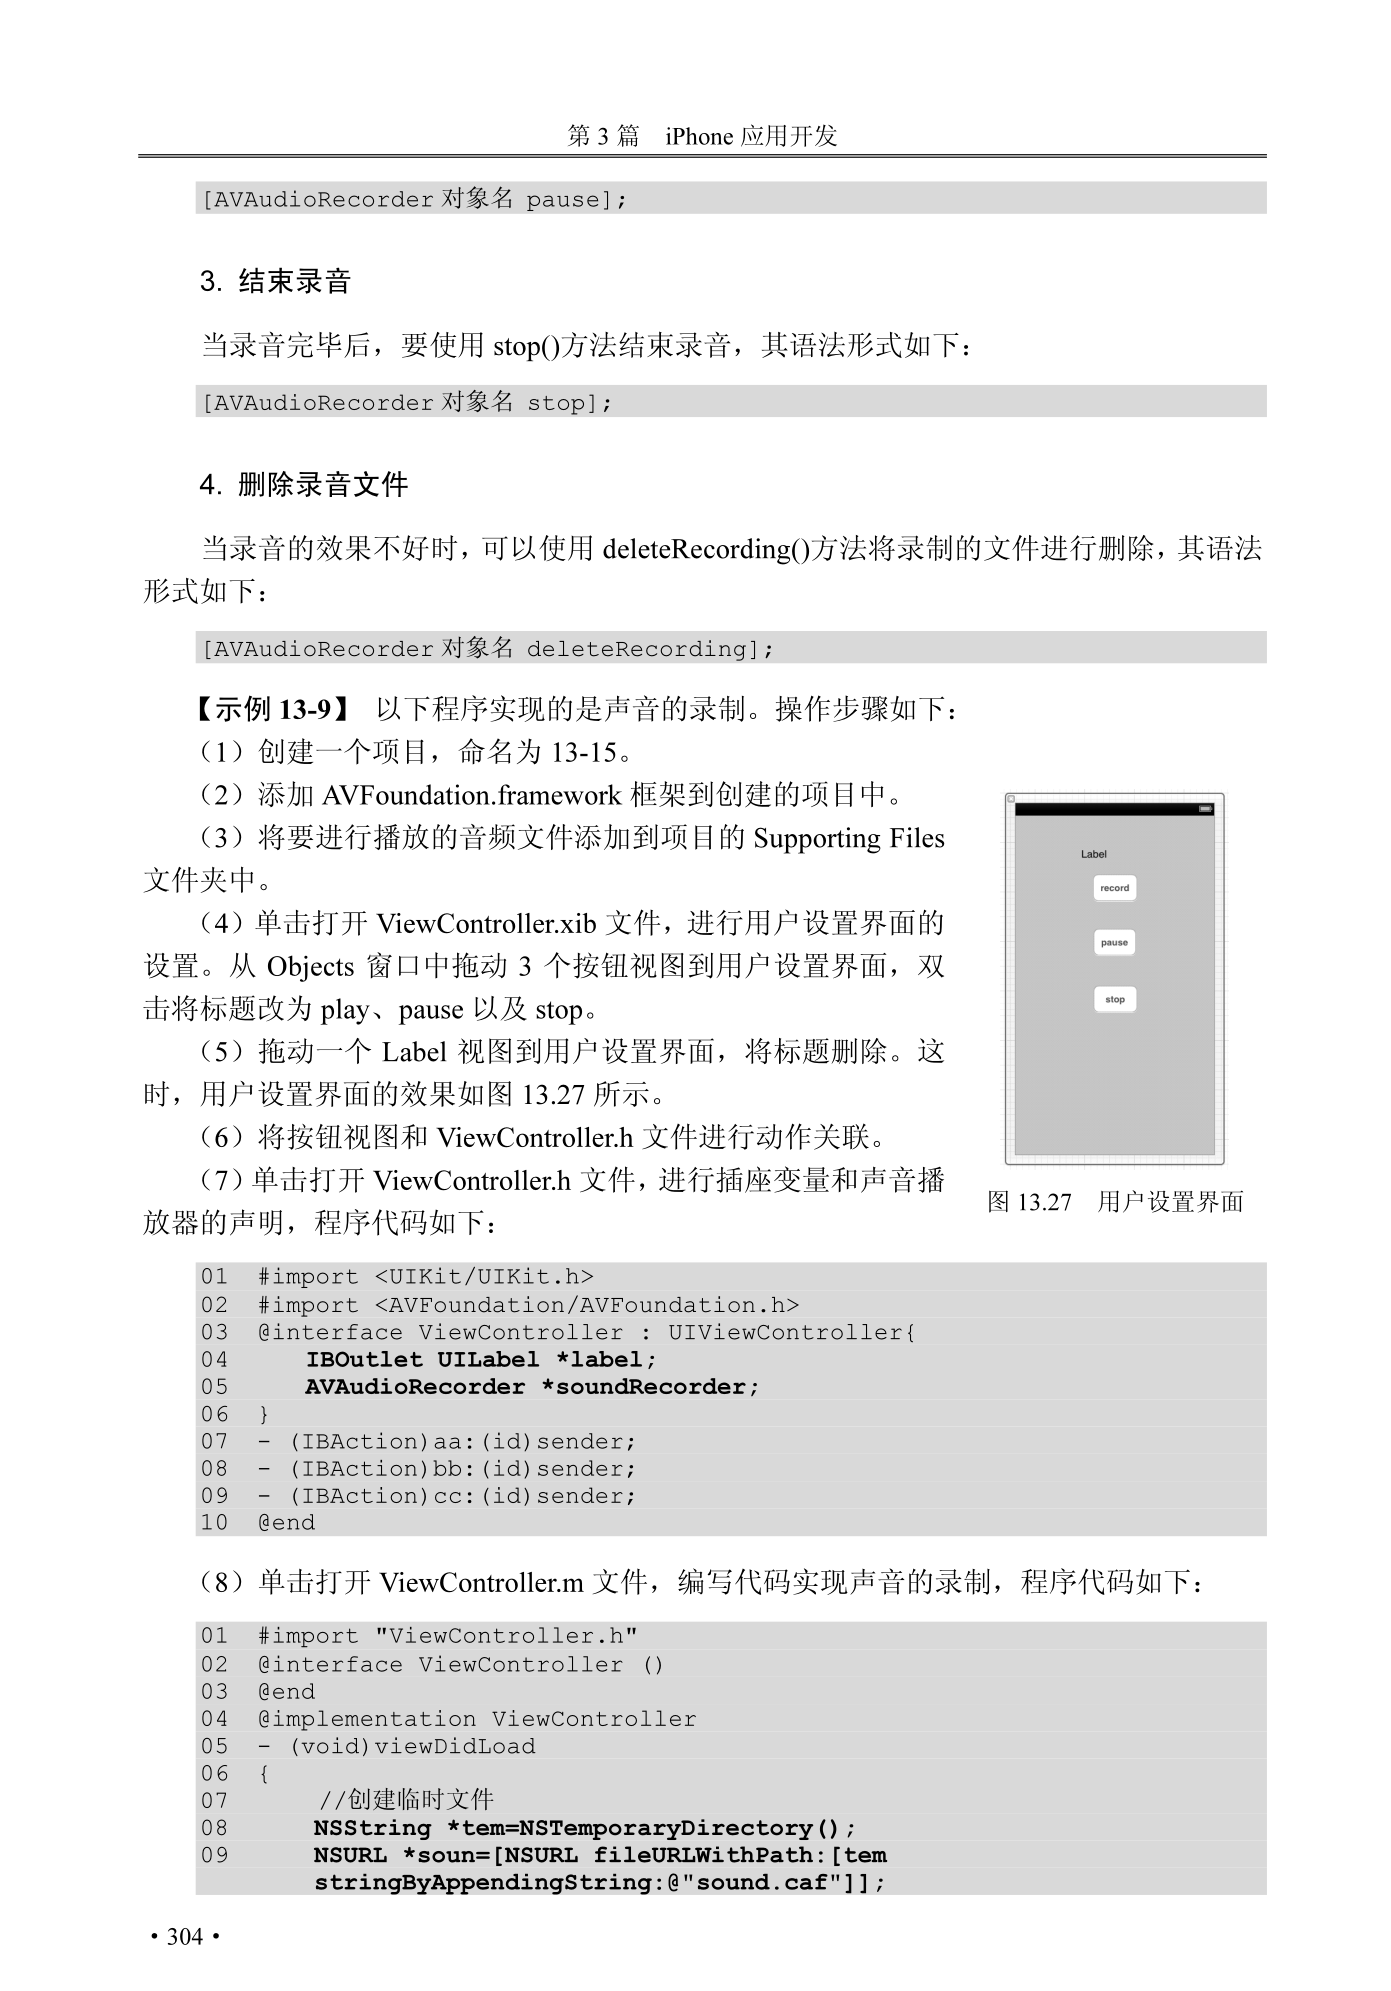 第 3 篇　iPhone 应用开发
[AVAudioRecorder 对象名 pause];
3. 结束录音
当录音完毕后，要使用 stop()方法结束录音，其语法形式如下：
[AVAudioRecorder 对象名 stop];
4. 删除录音文件
当录音的效果不好时，可以使用 deleteRecording()方法将录制的文件进行删除，其语法
形式如下：
[AVAudioRecorder 对象名 deleteRecording];
【示例 13-9】 以下程序实现的是声音的录制。操作步骤如下：
（1）创建一个项目，命名为 13-15。
（2）添加 AVFoundation.framework 框架到创建的项目中。
（3）将要进行播放的音频文件添加到项目的 Supporting Files
文件夹中。
（4）单击打开 ViewController.xib 文件，进行用户设置界面的
设置。从 Objects 窗口中拖动 3 个按钮视图到用户设置界面，双
击将标题改为 play、pause 以及 stop。
（5）拖动一个 Label 视图到用户设置界面，将标题删除。这
时，用户设置界面的效果如图 13.27 所示。
（6）将按钮视图和 ViewController.h 文件进行动作关联。
（7）单击打开 ViewController.h 文件，进行插座变量和声音播
放器的声明，程序代码如下：
Label
record
pause
stop
图 13.27　用户设置界面
01 #import <UIKit/UIKit.h>
02 #import <AVFoundation/AVFoundation.h>
03 @interface ViewController : UIViewController{
04     IBOutlet UILabel *label;
05     AVAudioRecorder *soundRecorder;
06 }
07 - (IBAction)aa:(id)sender;
08 - (IBAction)bb:(id)sender;
09 - (IBAction)cc:(id)sender;
10 @end
（8）单击打开 ViewController.m 文件，编写代码实现声音的录制，程序代码如下：
01 #import "ViewController.h"
02 @interface ViewController ()
03 @end
04 @implementation ViewController
05 - (void)viewDidLoad
06 {
07     //创建临时文件
08     NSString *tem=NSTemporaryDirectory();
09     NSURL *soun=[NSURL fileURLWithPath:[tem
stringByAppendingString:@"sound.caf"]];
• 304 •